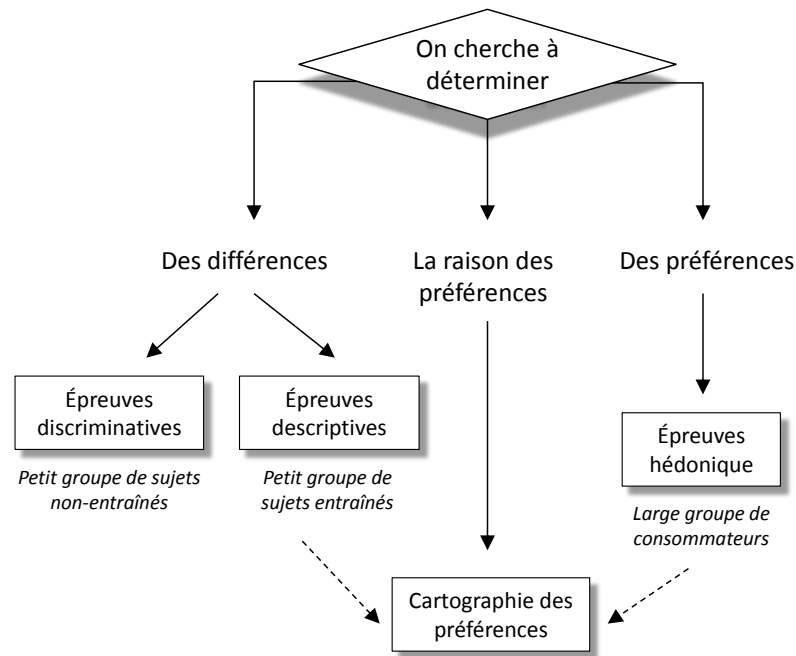 On cherche à
déterminer
Des différences
La raison des
préférences
Des préférences
Épreuves
discriminatives
Petit groupe de sujets
non-entraînés
Épreuves
descriptives
Petit groupe de
sujets entraînés
Épreuves
hédonique
Large groupe de
consommateurs
Cartographie des
préférences